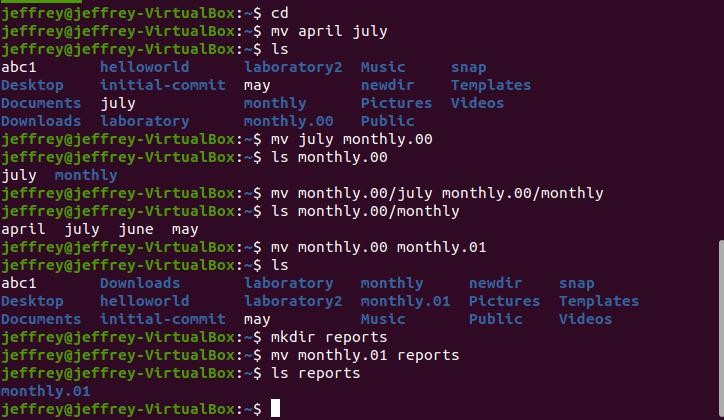 jeffrey@jeffrey-VirtualBox:~$ cd
jeffrey@jeffrey-VirtualBox:~$ mv april july
jeffrey@jeffrey-VirtualBox:~$ ls
abc1       helloworld      laboratory2  Music     snap
Desktop    initial-commit  may          newdir    Templates
Documents  july            monthly      Pictures  Videos
Downloads  laboratory      monthly.00   Public
jeffrey@jeffrey-VirtualBox:~$ mv july monthly.00
jeffrey@jeffrey-VirtualBox:~$ ls monthly.00
july  monthly
jeffrey@jeffrey-VirtualBox:~$ mv monthly.00/july monthly.00/monthly
jeffrey@jeffrey-VirtualBox:~$ ls monthly.00/monthly
april  july  june  may
jeffrey@jeffrey-VirtualBox:~$ mv monthly.00 monthly.01
jeffrey@jeffrey-VirtualBox:~$ ls
abc1       Downloads       laboratory   monthly     newdir    snap
Desktop    helloworld      laboratory2  monthly.01  Pictures  Templates
Documents  initial-commit  may          Music       Public    Videos
jeffrey@jeffrey-VirtualBox:~$ mkdir reports
jeffrey@jeffrey-VirtualBox:~$ mv monthly.01 reports
jeffrey@jeffrey-VirtualBox:~$ ls reports
monthly.01
jeffrey@jeffrey-VirtualBox:~$